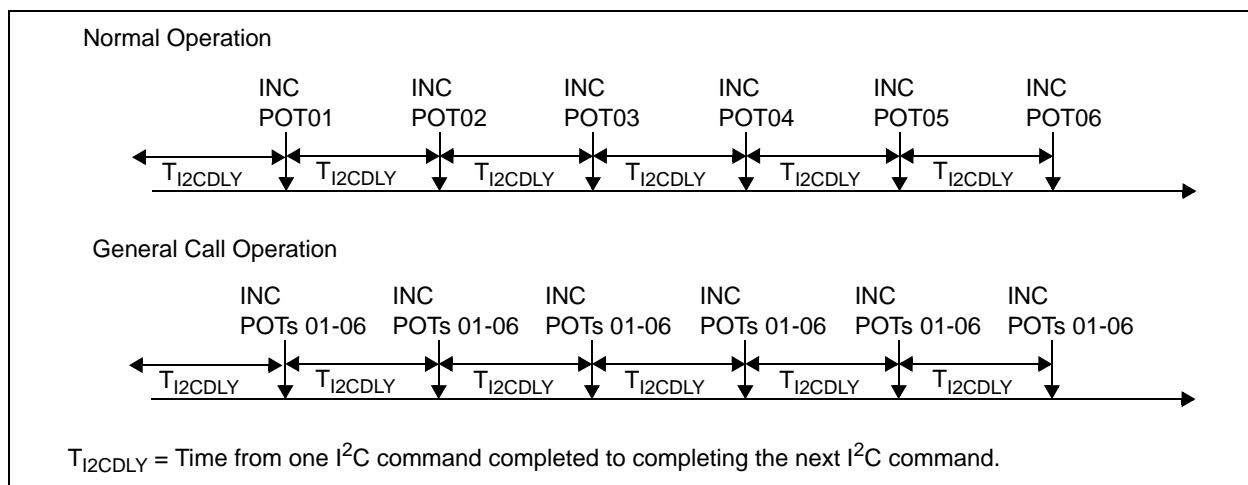 Normal Operation
INC INC INC INC INC INC
POT01 POT02 POT03 POT04 POT05 POT06
TI2CDLY TI2CDLY TI2CDLY TI2CDLY TI2CDLY TI2CDLY
General Call Operation
INC INC INC INC INC INC
POTs 01-06 POTs 01-06 POTs 01-06 POTs 01-06 POTs 01-06 POTs 01-06
TI2CDLY TI2CDLY TI2CDLY TI2CDLY TI2CDLY TI2CDLY
TI2CDLY = Time from one I²C command completed to completing the next I²C command.